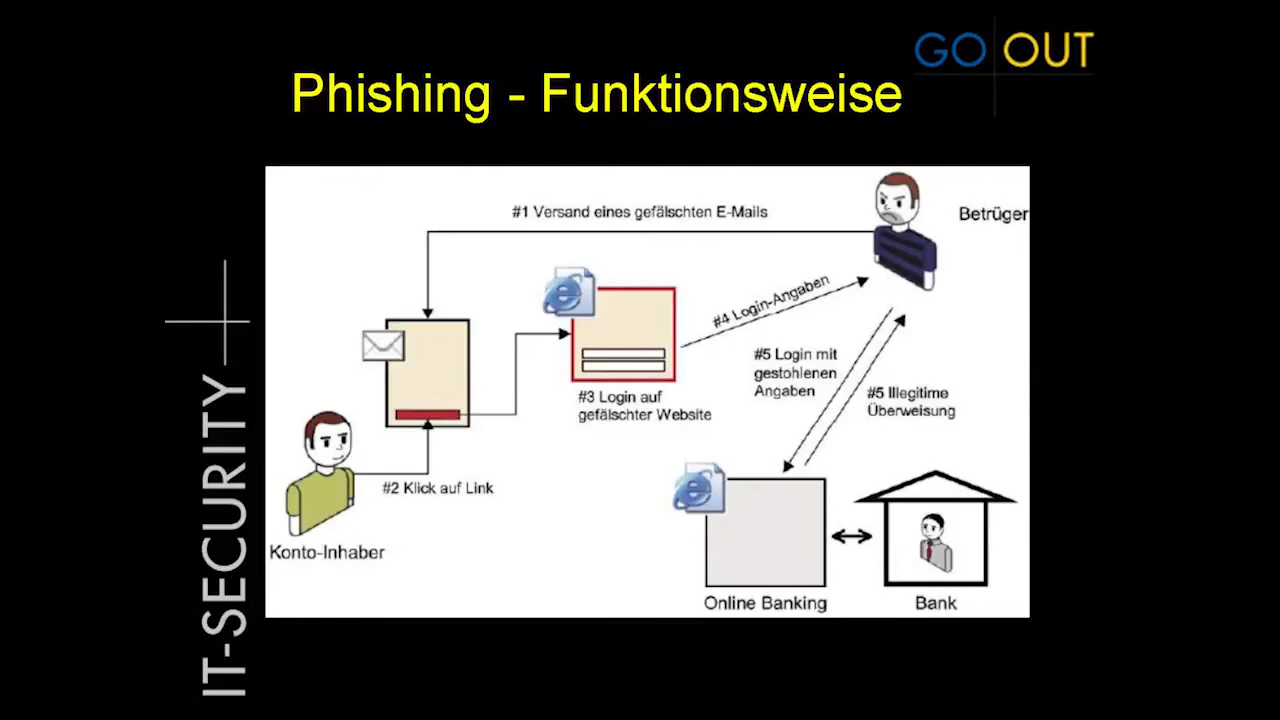 GO OUT
Phishing - Funktionsweise
#1 Versand eines gefälschten E-Mails
Betrüger
#4 Login-Angaben
#5 Login mit
gestohlenen
Angaben
#5 Illegitime
Überweisung
#3 Login auf
gefälschter Website
#2 Klick auf Link
Konto-Inhaber
Online Banking
Bank
IT-SECURITY